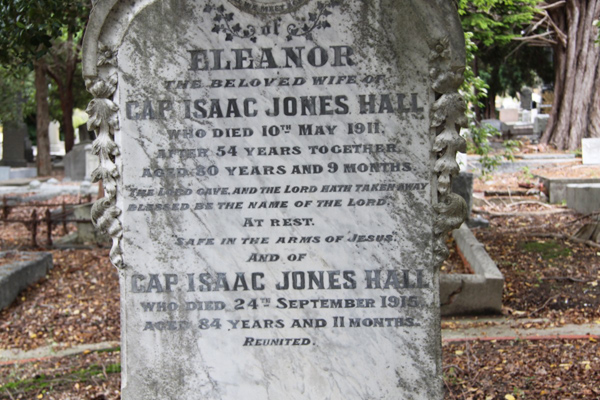 of
ELEANOR
THE BELOVED WIFE OF
CAP. ISAAC JONES HALL
WHO DIED 10TH MAY 1911.
AFTER 54 YEARS TOGETHER.
AGED 80 YEARS AND 9 MONTHS.
"THE LORD GAVE, AND THE LORD HATH TAKEN AWAY
BLESSED BE THE NAME OF THE LORD."
AT REST.
SAFE IN THE ARMS OF JESUS.
AND OF
CAP. ISAAC JONES HALL
WHO DIED 24TH SEPTEMBER 1915.
AGED 84 YEARS AND 11 MONTHS.
REUNITED.